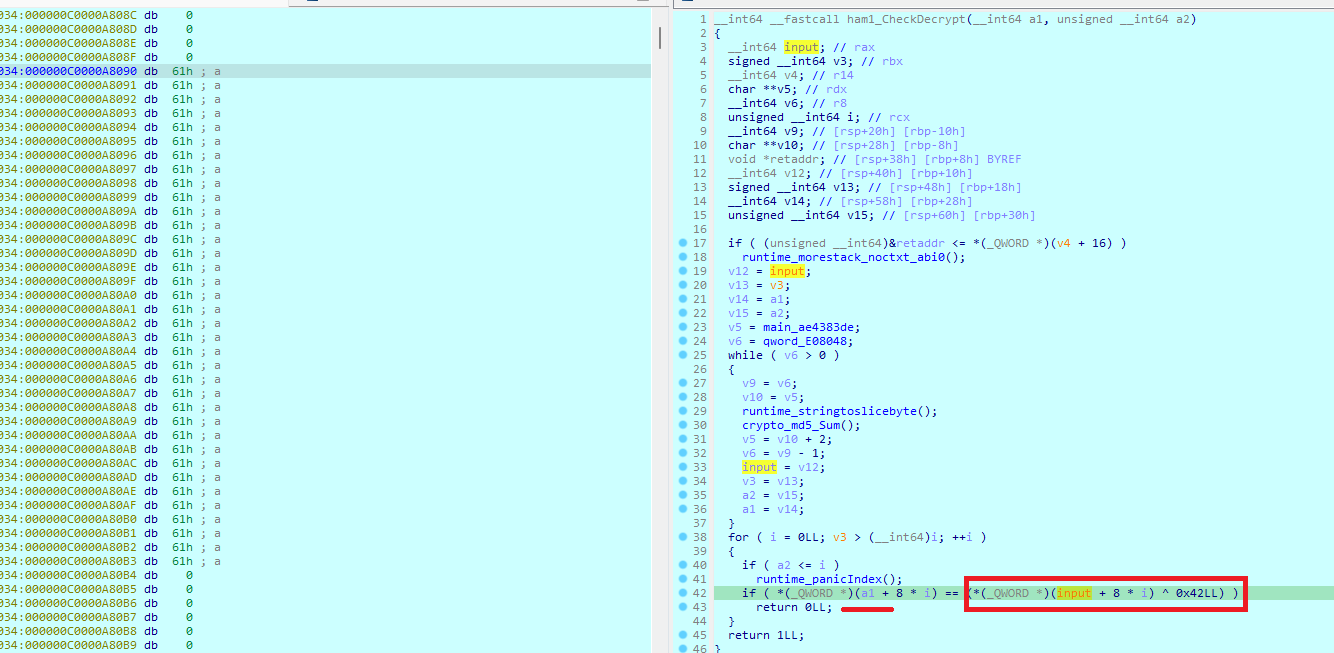 034:000000C0000A808C db 0
034:000000C0000A808D db 0
034:000000C0000A808E db 0
034:000000C0000A808F db 0
034:000000C0000A8090 db 61h ; a
034:000000C0000A8091 db 61h ; a
034:000000C0000A8092 db 61h ; a
034:000000C0000A8093 db 61h ; a
034:000000C0000A8094 db 61h ; a
034:000000C0000A8095 db 61h ; a
034:000000C0000A8096 db 61h ; a
034:000000C0000A8097 db 61h ; a
034:000000C0000A8098 db 61h ; a
034:000000C0000A8099 db 61h ; a
034:000000C0000A809A db 61h ; a
034:000000C0000A809B db 61h ; a
034:000000C0000A809C db 61h ; a
034:000000C0000A809D db 61h ; a
034:000000C0000A809E db 61h ; a
034:000000C0000A809F db 61h ; a
034:000000C0000A80A0 db 61h ; a
034:000000C0000A80A1 db 61h ; a
034:000000C0000A80A2 db 61h ; a
034:000000C0000A80A3 db 61h ; a
034:000000C0000A80A4 db 61h ; a
034:000000C0000A80A5 db 61h ; a
034:000000C0000A80A6 db 61h ; a
034:000000C0000A80A7 db 61h ; a
034:000000C0000A80A8 db 61h ; a
034:000000C0000A80A9 db 61h ; a
034:000000C0000A80AA db 61h ; a
034:000000C0000A80AB db 61h ; a
034:000000C0000A80AC db 61h ; a
034:000000C0000A80AD db 61h ; a
034:000000C0000A80AE db 61h ; a
034:000000C0000A80AF db 61h ; a
034:000000C0000A80B0 db 61h ; a
034:000000C0000A80B1 db 61h ; a
034:000000C0000A80B2 db 61h ; a
034:000000C0000A80B3 db 61h ; a
034:000000C0000A80B4 db 0
034:000000C0000A80B5 db 0
034:000000C0000A80B6 db 0
034:000000C0000A80B7 db 0
034:000000C0000A80B8 db 0
034:000000C0000A80B9 db 0
1 __int64 __fastcall ham1_CheckDecrypt(__int64 a1, unsigned __int64 a2)
2 {
3 __int64 input; // rax
4 signed __int64 v3; // rbx
5 __int64 v4; // r14
6 char **v5; // rdx
7 __int64 v6; // r8
8 unsigned __int64 i; // rcx
9 __int64 v9; // [rsp+20h] [rbp-10h]
10 char **v10; // [rsp+28h] [rbp-8h]
11 void *retaddr; // [rsp+38h] [rbp+8h] BYREF
12 __int64 v12; // [rsp+40h] [rbp+10h]
13 signed __int64 v13; // [rsp+48h] [rbp+18h]
14 __int64 v14; // [rsp+58h] [rbp+28h]
15 unsigned __int64 v15; // [rsp+60h] [rbp+30h]
16
17 if ( (unsigned __int64)&retaddr <= *(_QWORD *)(v4 + 16) )
18 runtime_morestack_noctxt_abi0();
19 v12 = input;
20 v13 = v3;
21 v14 = a1;
22 v15 = a2;
23 v5 = main_ae4383de;
24 v6 = qword_E08048;
25 while ( v6 > 0 )
26 {
27 v9 = v6;
28 v10 = v5;
29 runtime_stringtoslicebyte();
30 crypto_md5_Sum();
31 v5 = v10 + 2;
32 v6 = v9 - 1;
33 input = v12;
34 v3 = v13;
35 a2 = v15;
36 a1 = v14;
37 }
38 for ( i = 0LL; v3 > (__int64)i; ++i )
39 {
40 if ( a2 <= i )
41 runtime_panicIndex();
42 if ( *(_QWORD *)(a1 + 8 * i) == (*(_QWORD *)(input + 8 * i) ^ 0x42LL) )
43 return 0LL;
44 }
45 return 1LL;
46 }